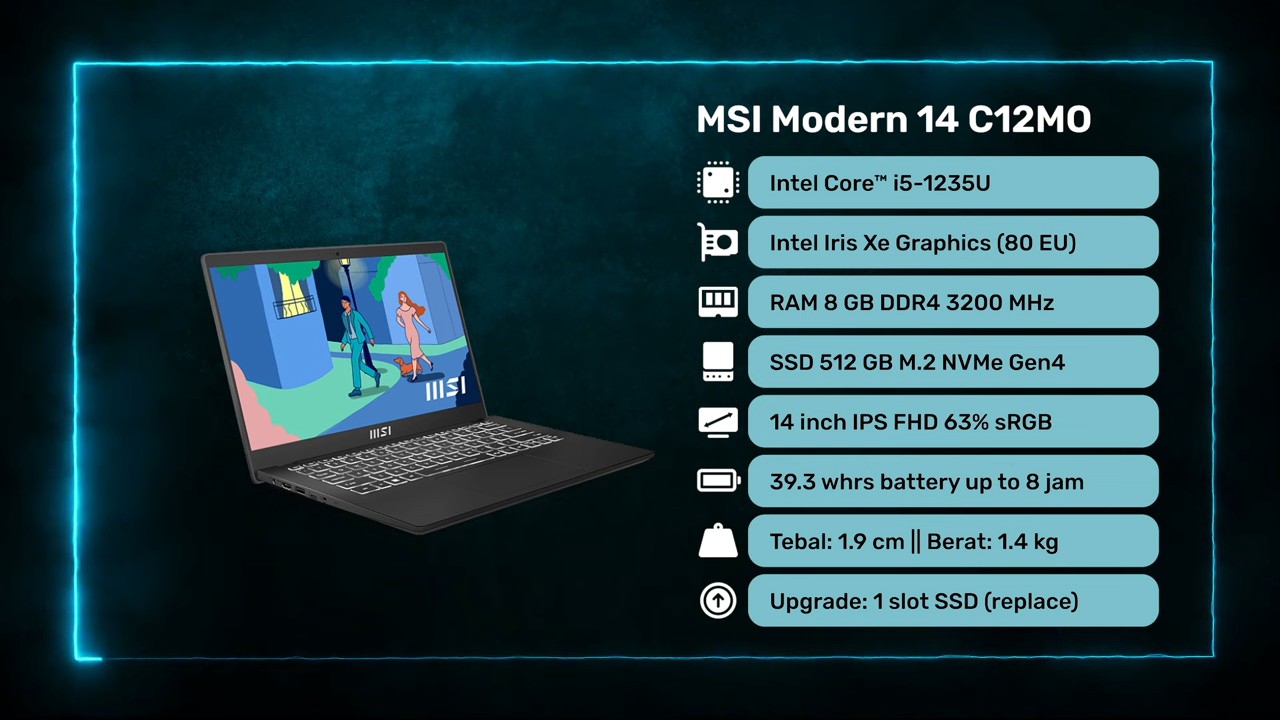 MSI Modern 14 C12MO
Intel Core™ i5-1235U
Intel Iris Xe Graphics (80 EU)
RAM 8 GB DDR4 3200 MHz
SSD 512 GB M.2 NVMe Gen4
14 inch IPS FHD 63% sRGB
39.3 whrs battery up to 8 jam
Tebal: 1.9 cm || Berat: 1.4 kg
Upgrade: 1 slot SSD (replace)
msi
msi